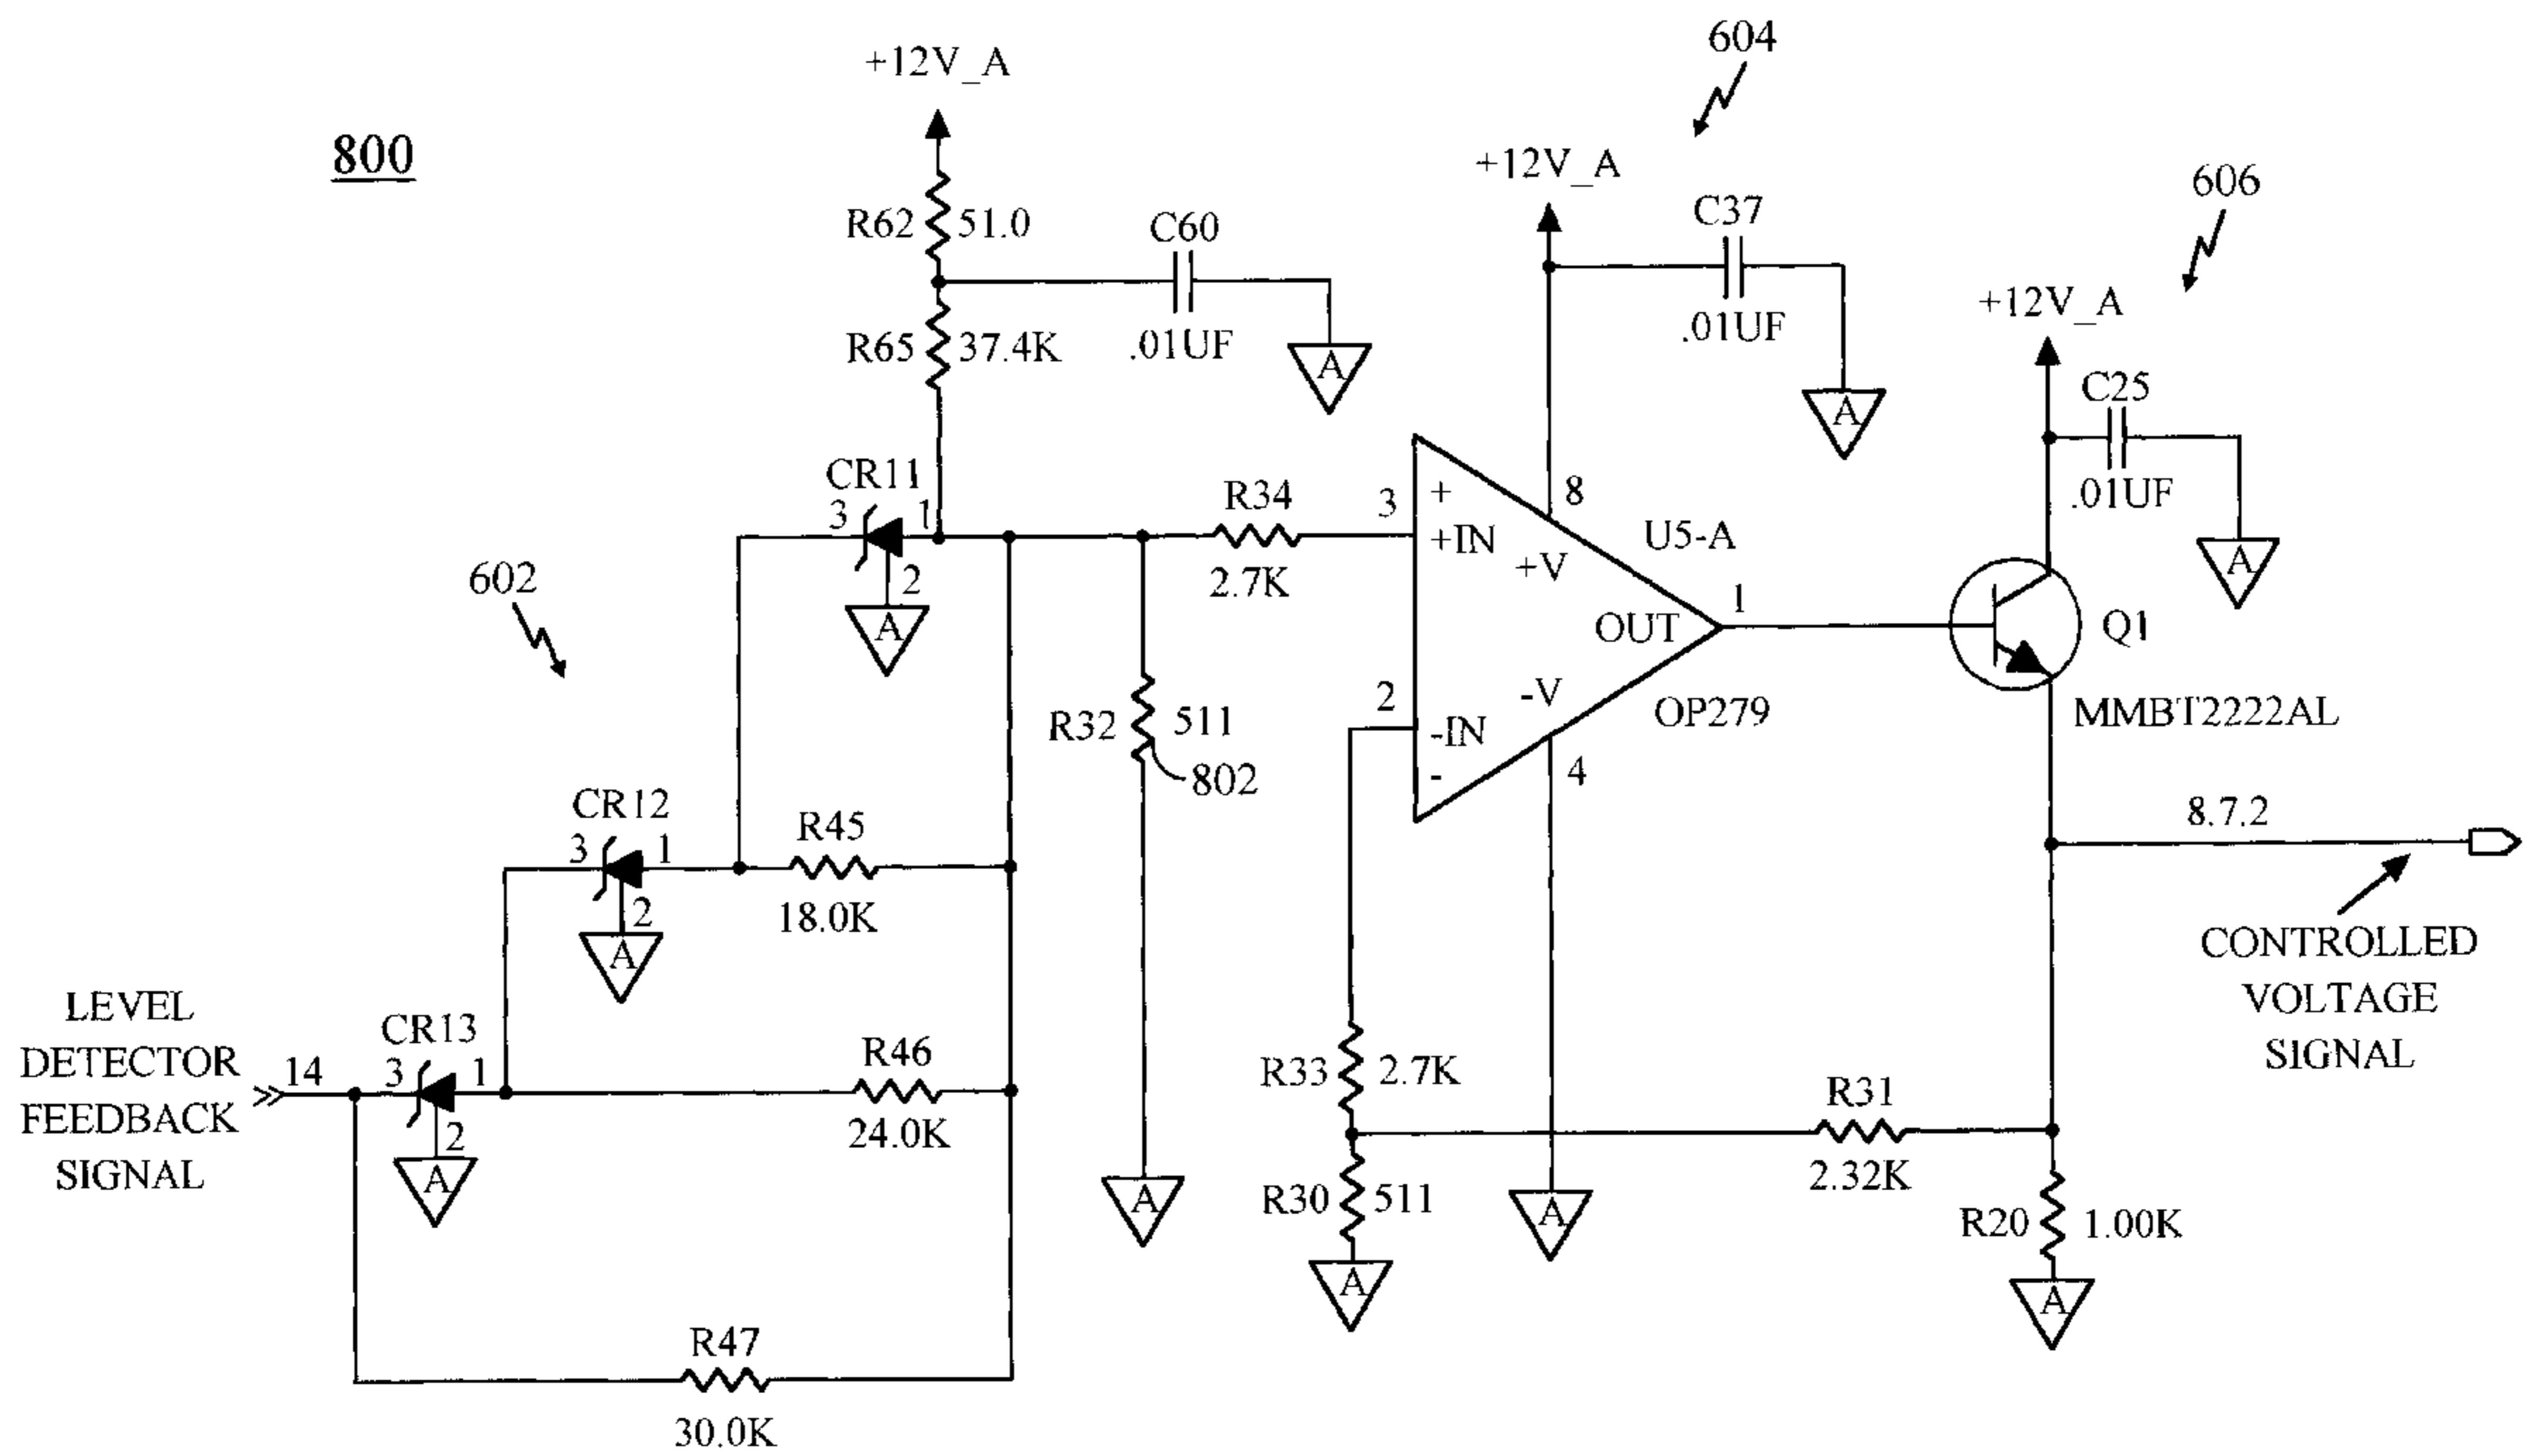 800
+12V_A
R62 51.0
C60
.01UF
R65 37.4K
A
604
+12V_A
C37
.01UF
A
606
+12V_A
C25
.01UF
A
602
CR11
3 1
2
A
R34
2.7K
3
+
+IN
+V
8
U5-A
OUT
1
OP279
2
-IN
-
-V
4
A
Q1
MMBT2222AL
R32 511
802
A
CR12
3 1
2
A
R45
18.0K
8.7.2
CONTROLLED
VOLTAGE
SIGNAL
LEVEL
DETECTOR
FEEDBACK
SIGNAL
14
CR13
3 1
2
A
R46
24.0K
R47
30.0K
R33 2.7K
R31
2.32K
R30 511
A
R20 1.00K
A